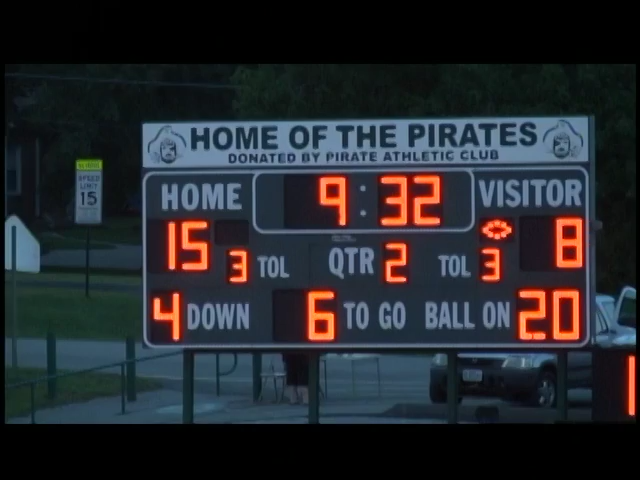 HOME OF THE PIRATES
DONATED BY PIRATE ATHLETIC CLUB
HOME 9:32 VISITOR
15 3 TOL QTR 2 TOL 3 8
4 DOWN 6 TO GO BALL ON 20
SPEED
LIMIT
15
1